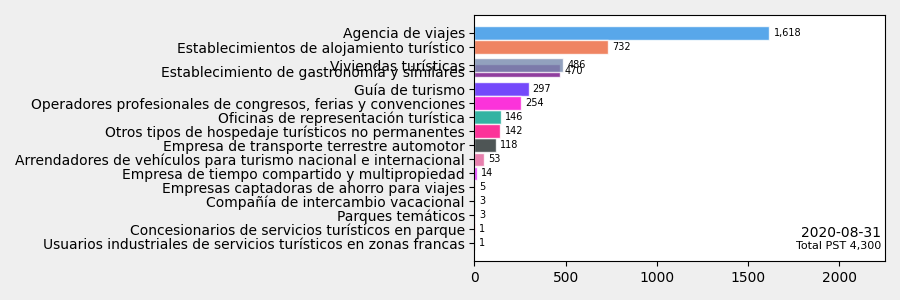 Agencia de viajes 1,618
Establecimientos de alojamiento turístico 732
Viviendas turísticas 486
Establecimiento de gastronomía y similares 470
Guía de turismo 297
Operadores profesionales de congresos, ferias y convenciones 254
Oficinas de representación turística 146
Otros tipos de hospedaje turísticos no permanentes 142
Empresa de transporte terrestre automotor 118
Arrendadores de vehículos para turismo nacional e internacional 53
Empresa de tiempo compartido y multipropiedad 14
Empresas captadoras de ahorro para viajes 5
Compañía de intercambio vacacional 3
Parques temáticos 3
Concesionarios de servicios turísticos en parque 1
2020-08-31
Usuarios industriales de servicios turísticos en zonas francas 1
Total PST 4,300
0 500 1000 1500 2000